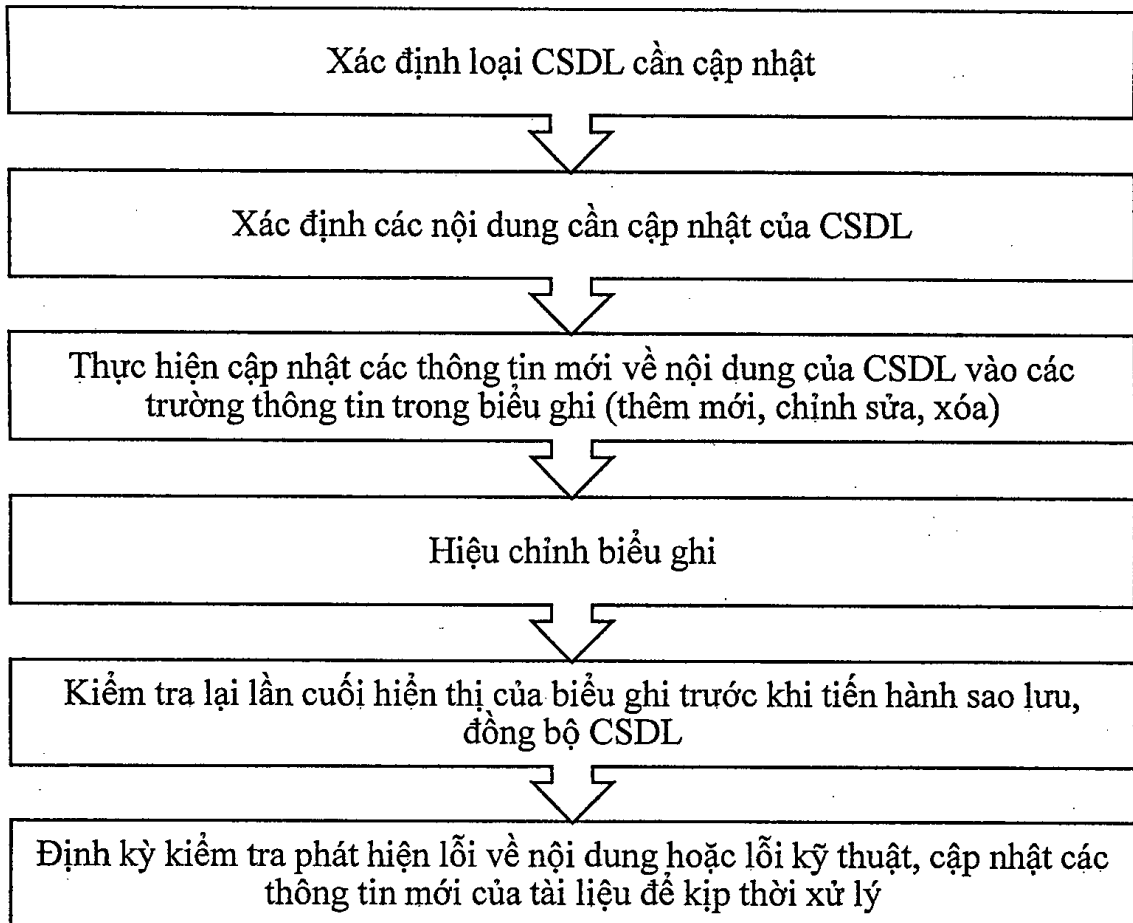 Xác định loại CSDL cần cập nhật
Xác định các nội dung cần cập nhật của CSDL
Thực hiện cập nhật các thông tin mới về nội dung của CSDL vào các
trường thông tin trong biểu ghi (thêm mới, chỉnh sửa, xóa)
Hiệu chỉnh biểu ghi
Kiểm tra lại lần cuối hiển thị của biểu ghi trước khi tiến hành sao lưu,
đồng bộ CSDL
Định kỳ kiểm tra phát hiện lỗi về nội dung hoặc lỗi kỹ thuật, cập nhật các
thông tin mới của tài liệu để kịp thời xử lý